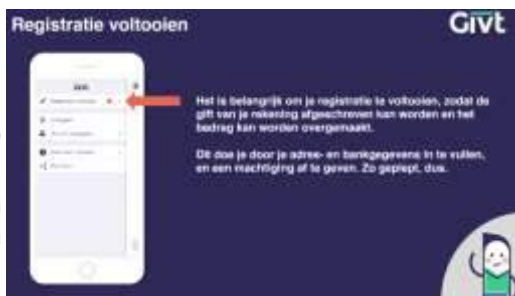 Registratie voltooien
Givt
Het is belangrijk om je registratie te voltooien, zodat de
gift van je rekening afgeschreven kan worden en het
bedrag kan worden overgemaakt.
Dit doe je door je adres- en bankgegevens in te vullen,
en een machtiging af te geven. Zo gepiept, dus.